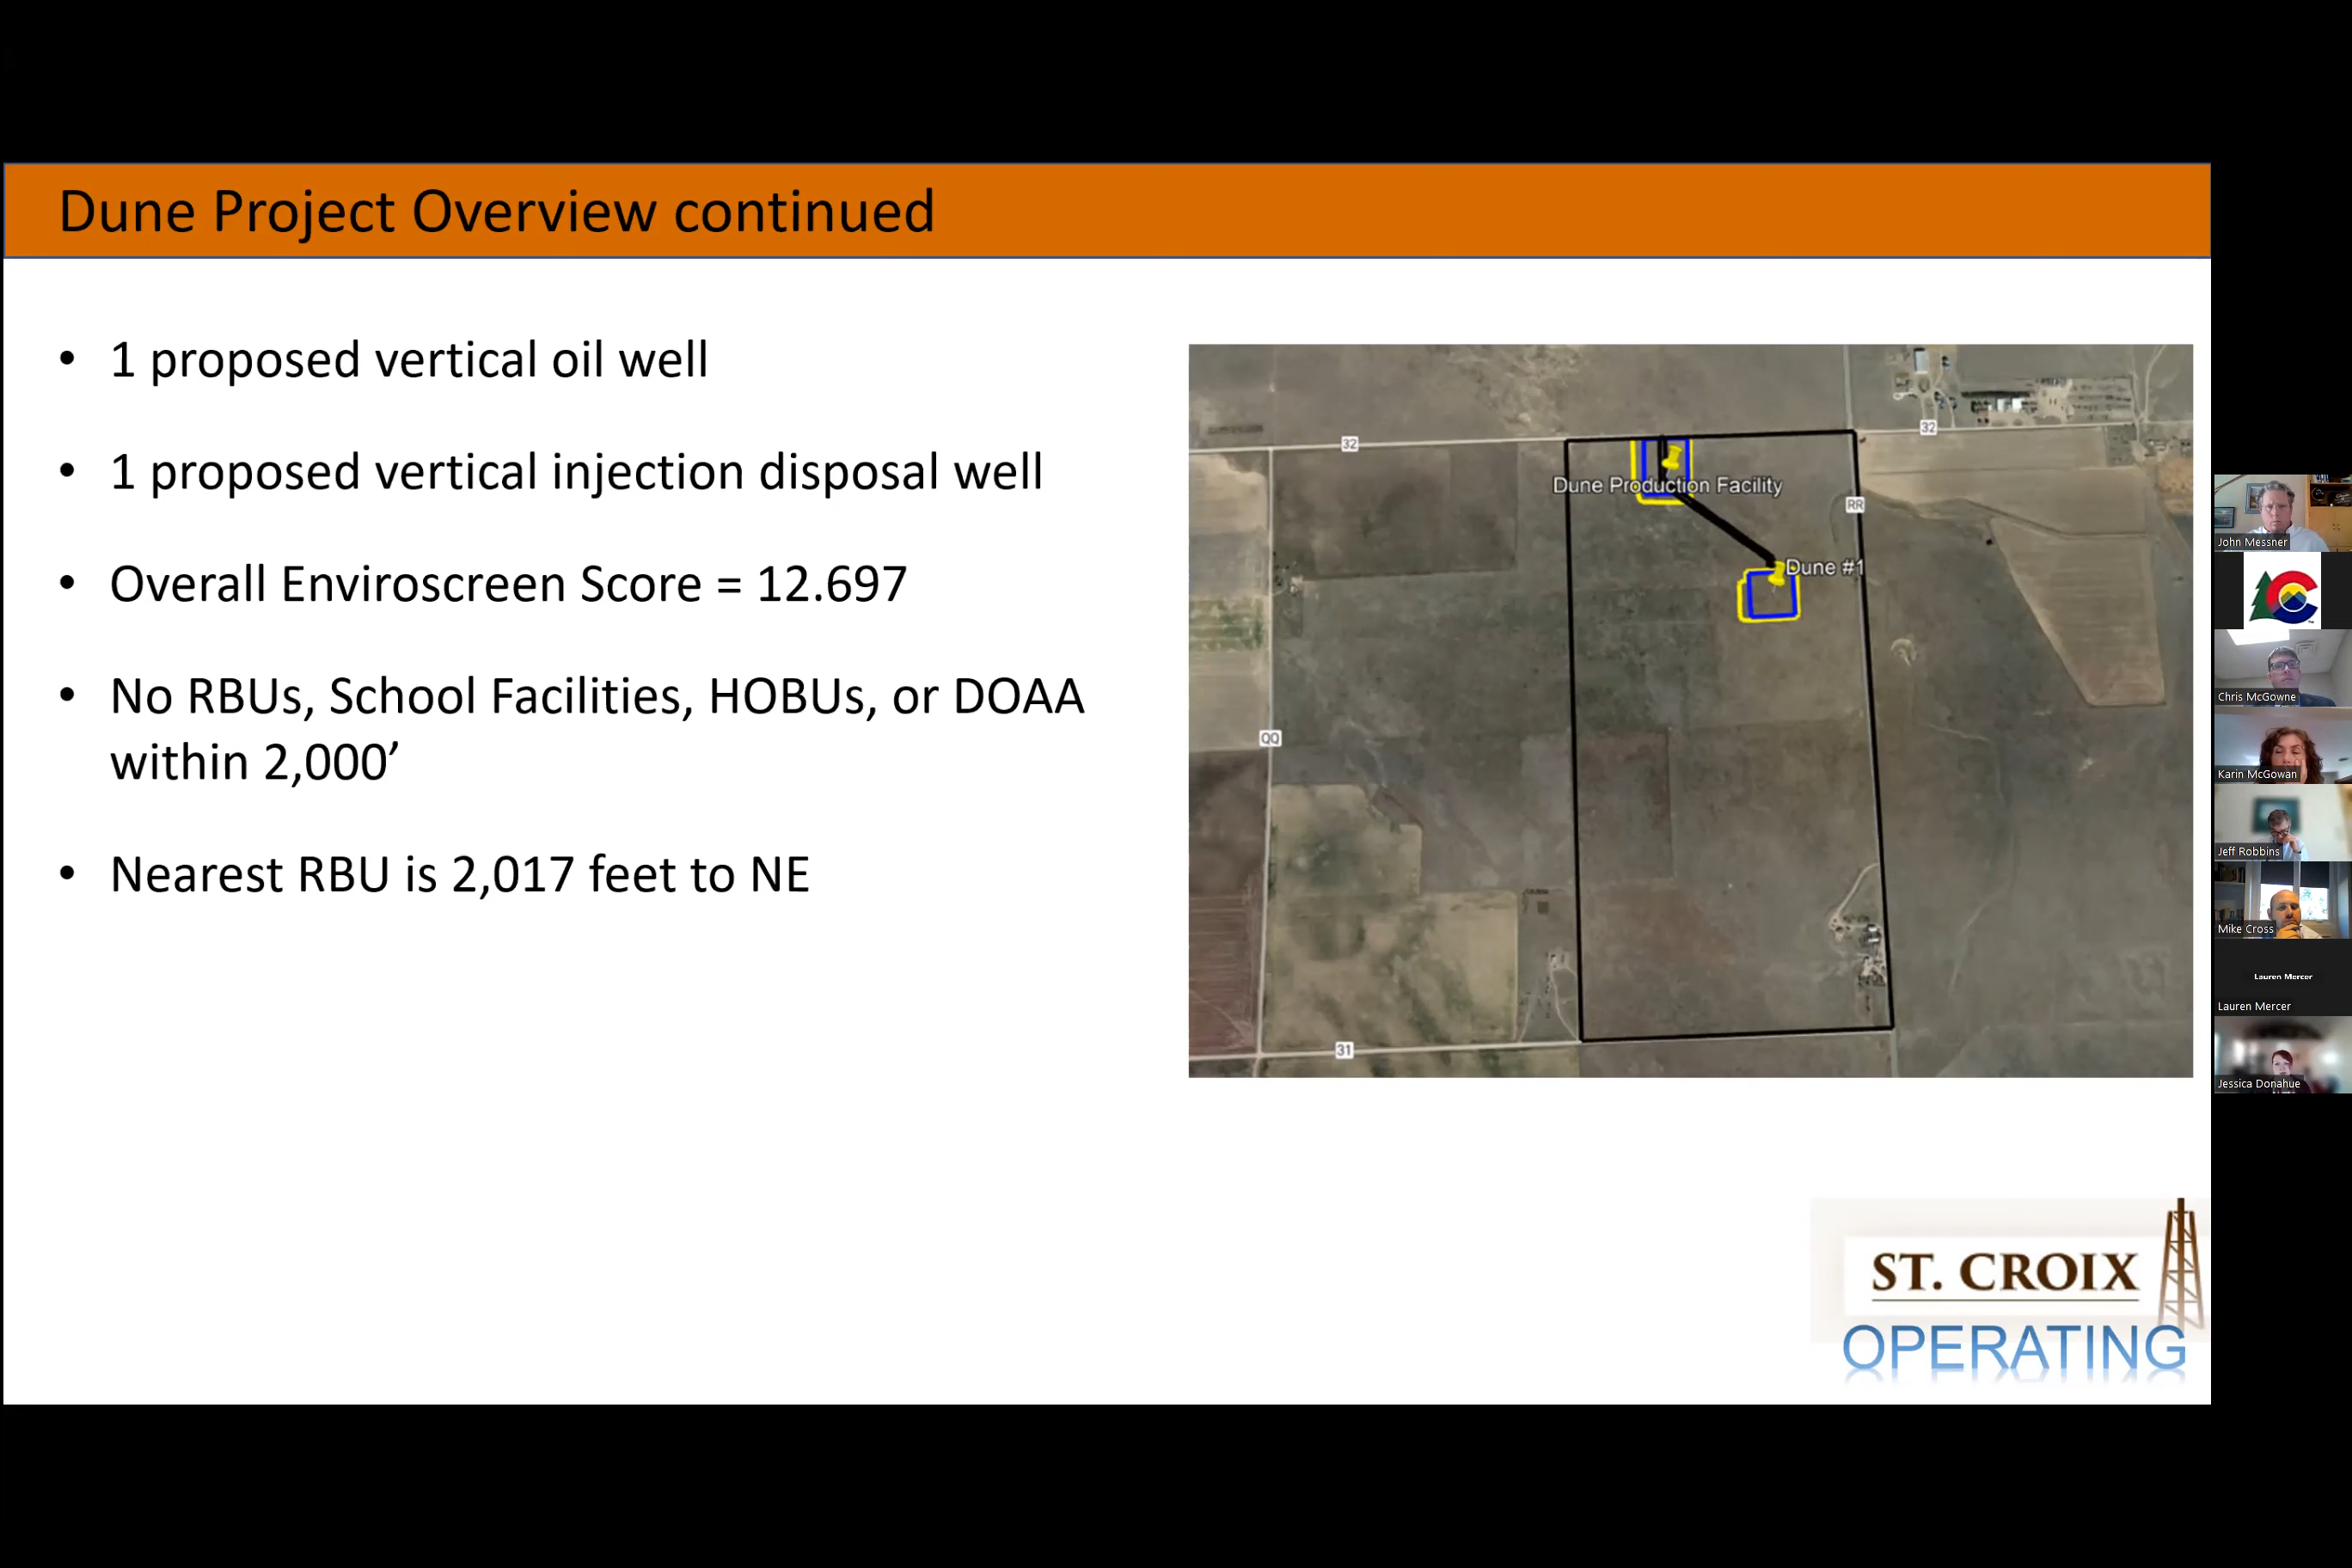 Dune Project Overview continued
• 1 proposed vertical oil well
• 1 proposed vertical injection disposal well
• Overall Enviroscreen Score = 12.697
• No RBUs, School Facilities, HOBUs, or DOAA
within 2,000’
• Nearest RBU is 2,017 feet to NE
32
32
Dune Production Facility
RR
Dune #1
QQ
31
ST. CROIX
OPERATING
John Messner
C
Chris McGowne
Karin McGowan
Jeff Robbins
Mike Cross
Lauren Mercer
Lauren Mercer
Jessica Donahue